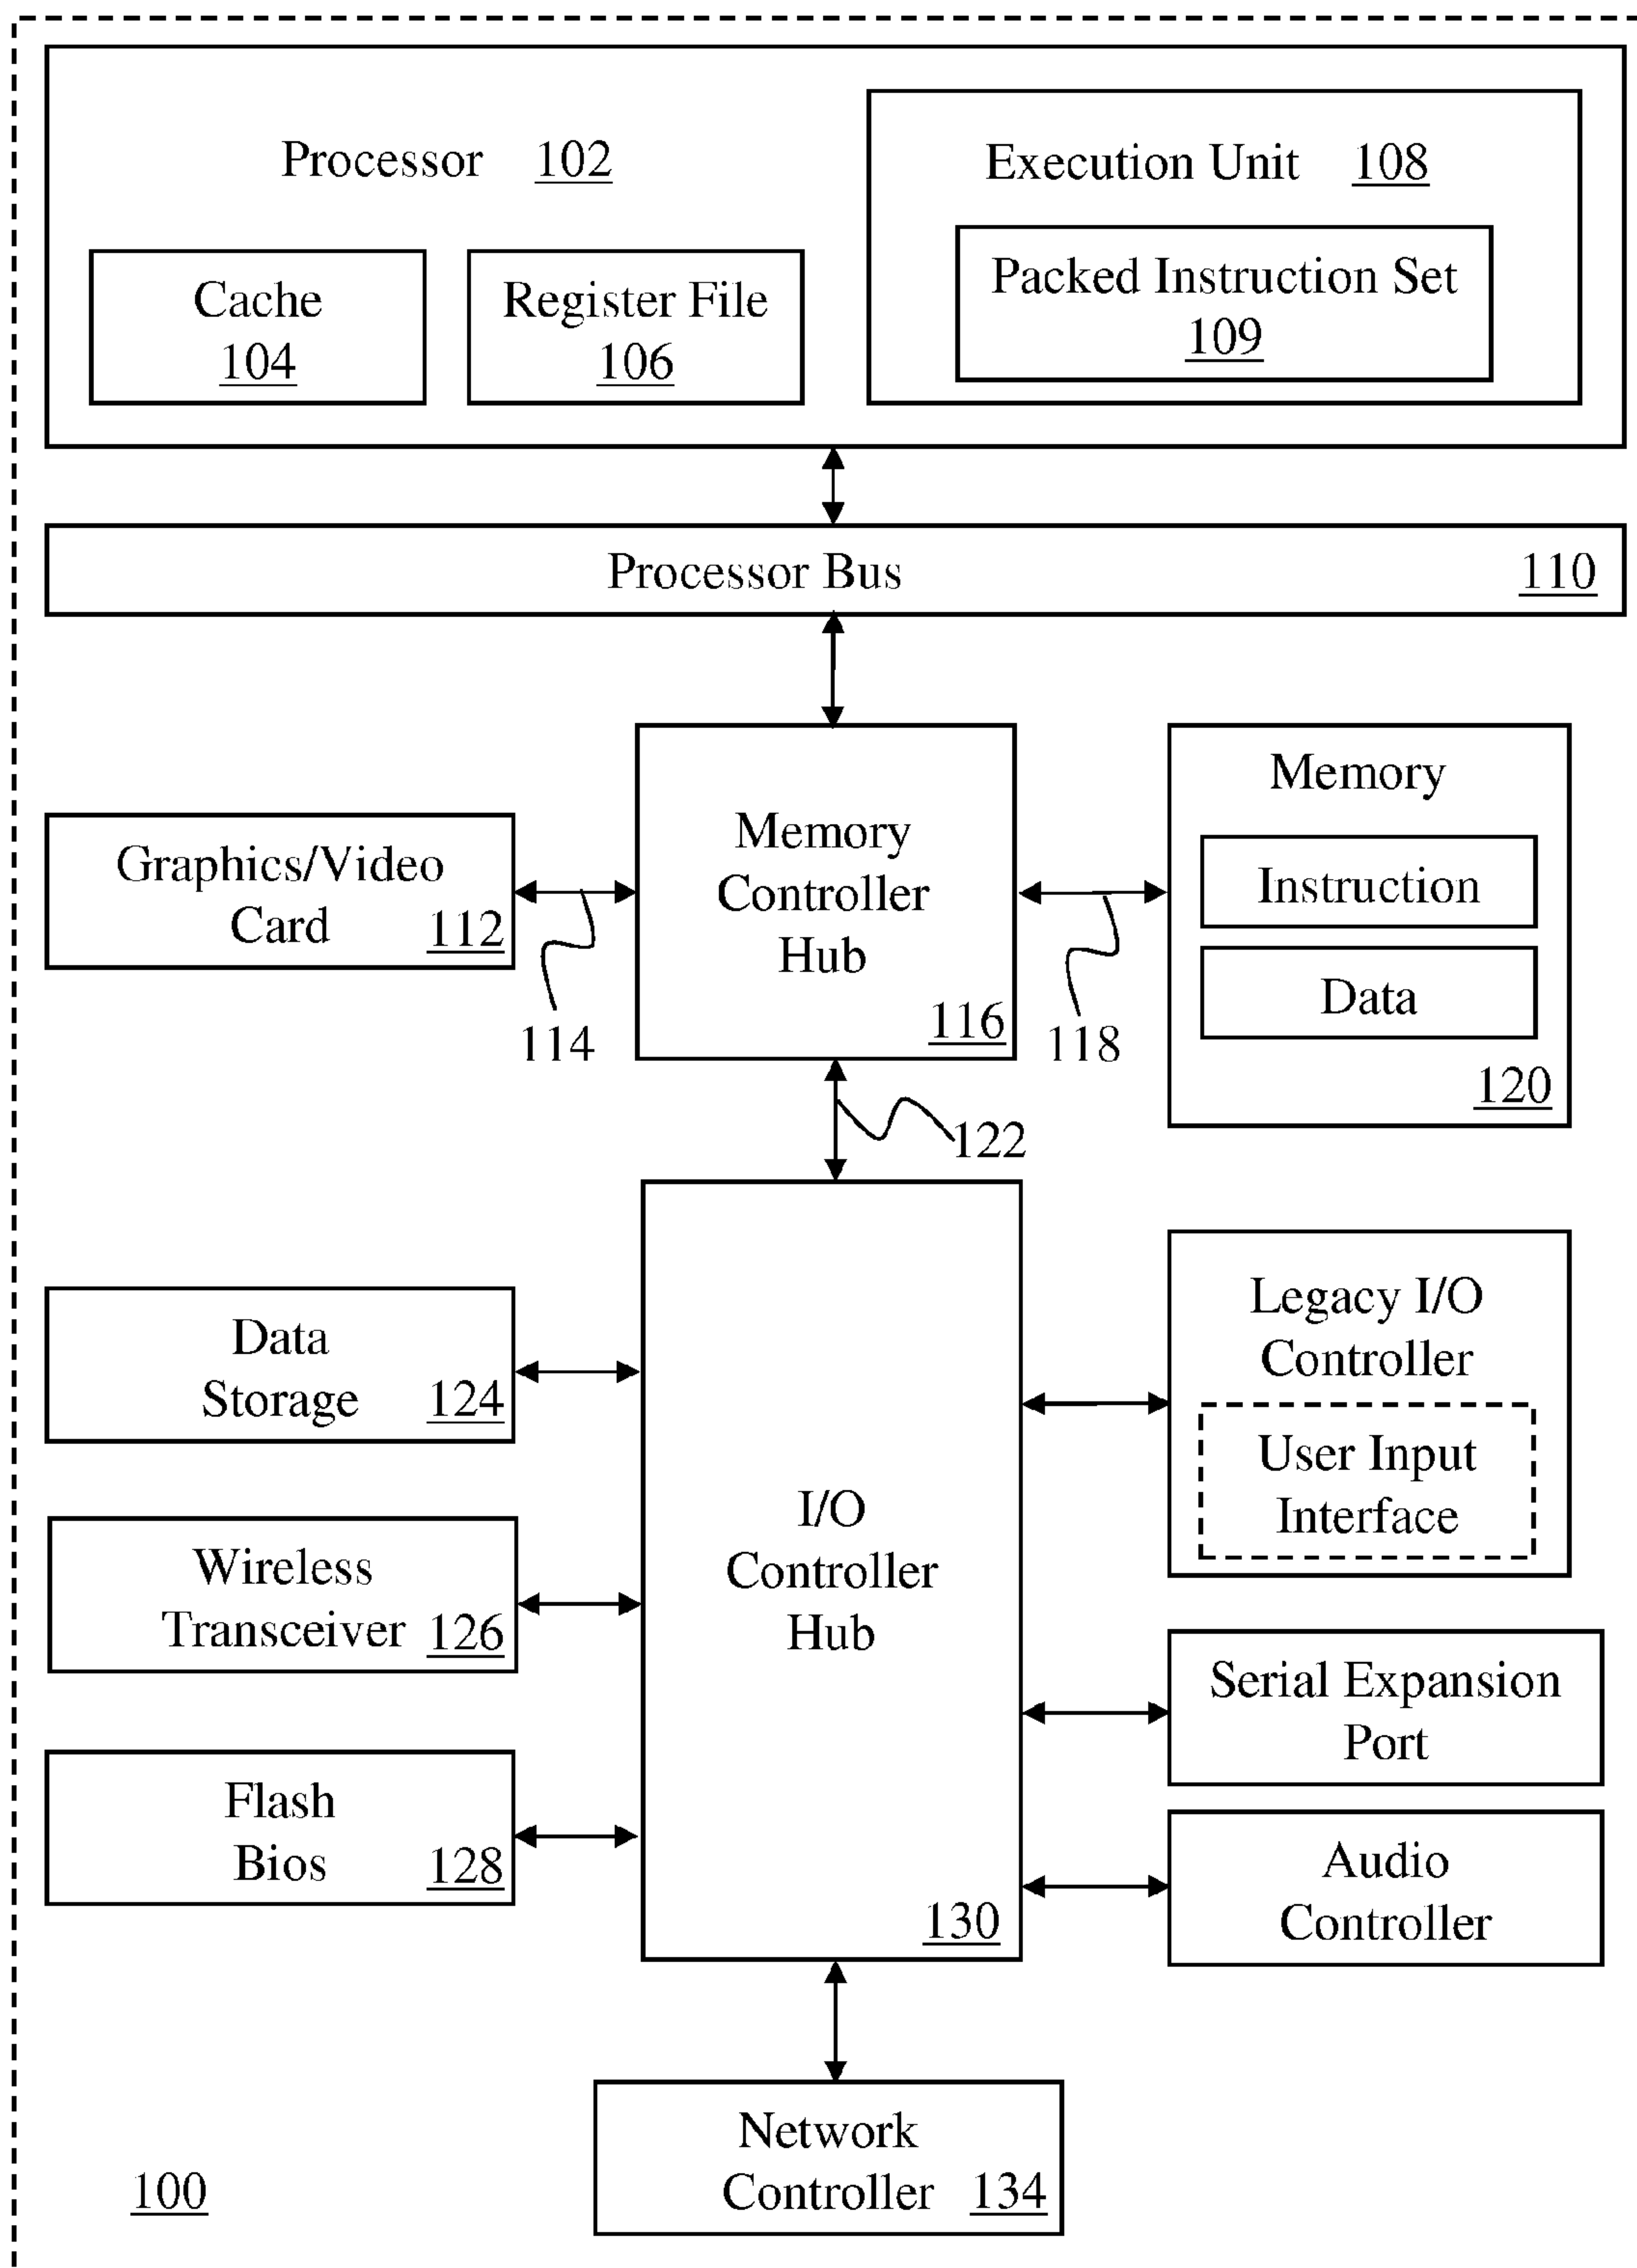 Processor 102
Execution Unit 108
Cache
104
Register File
106
Packed Instruction Set
109
Processor Bus 110
Graphics/Video
Card 112
114
Memory
Controller
Hub
116
118
Memory
Instruction
Data
120
122
Data
Storage 124
Wireless
Transceiver 126
Flash
Bios 128
I/O
Controller
Hub
130
Legacy I/O
Controller
User Input
Interface
Serial Expansion
Port
Audio
Controller
Network
Controller 134
100